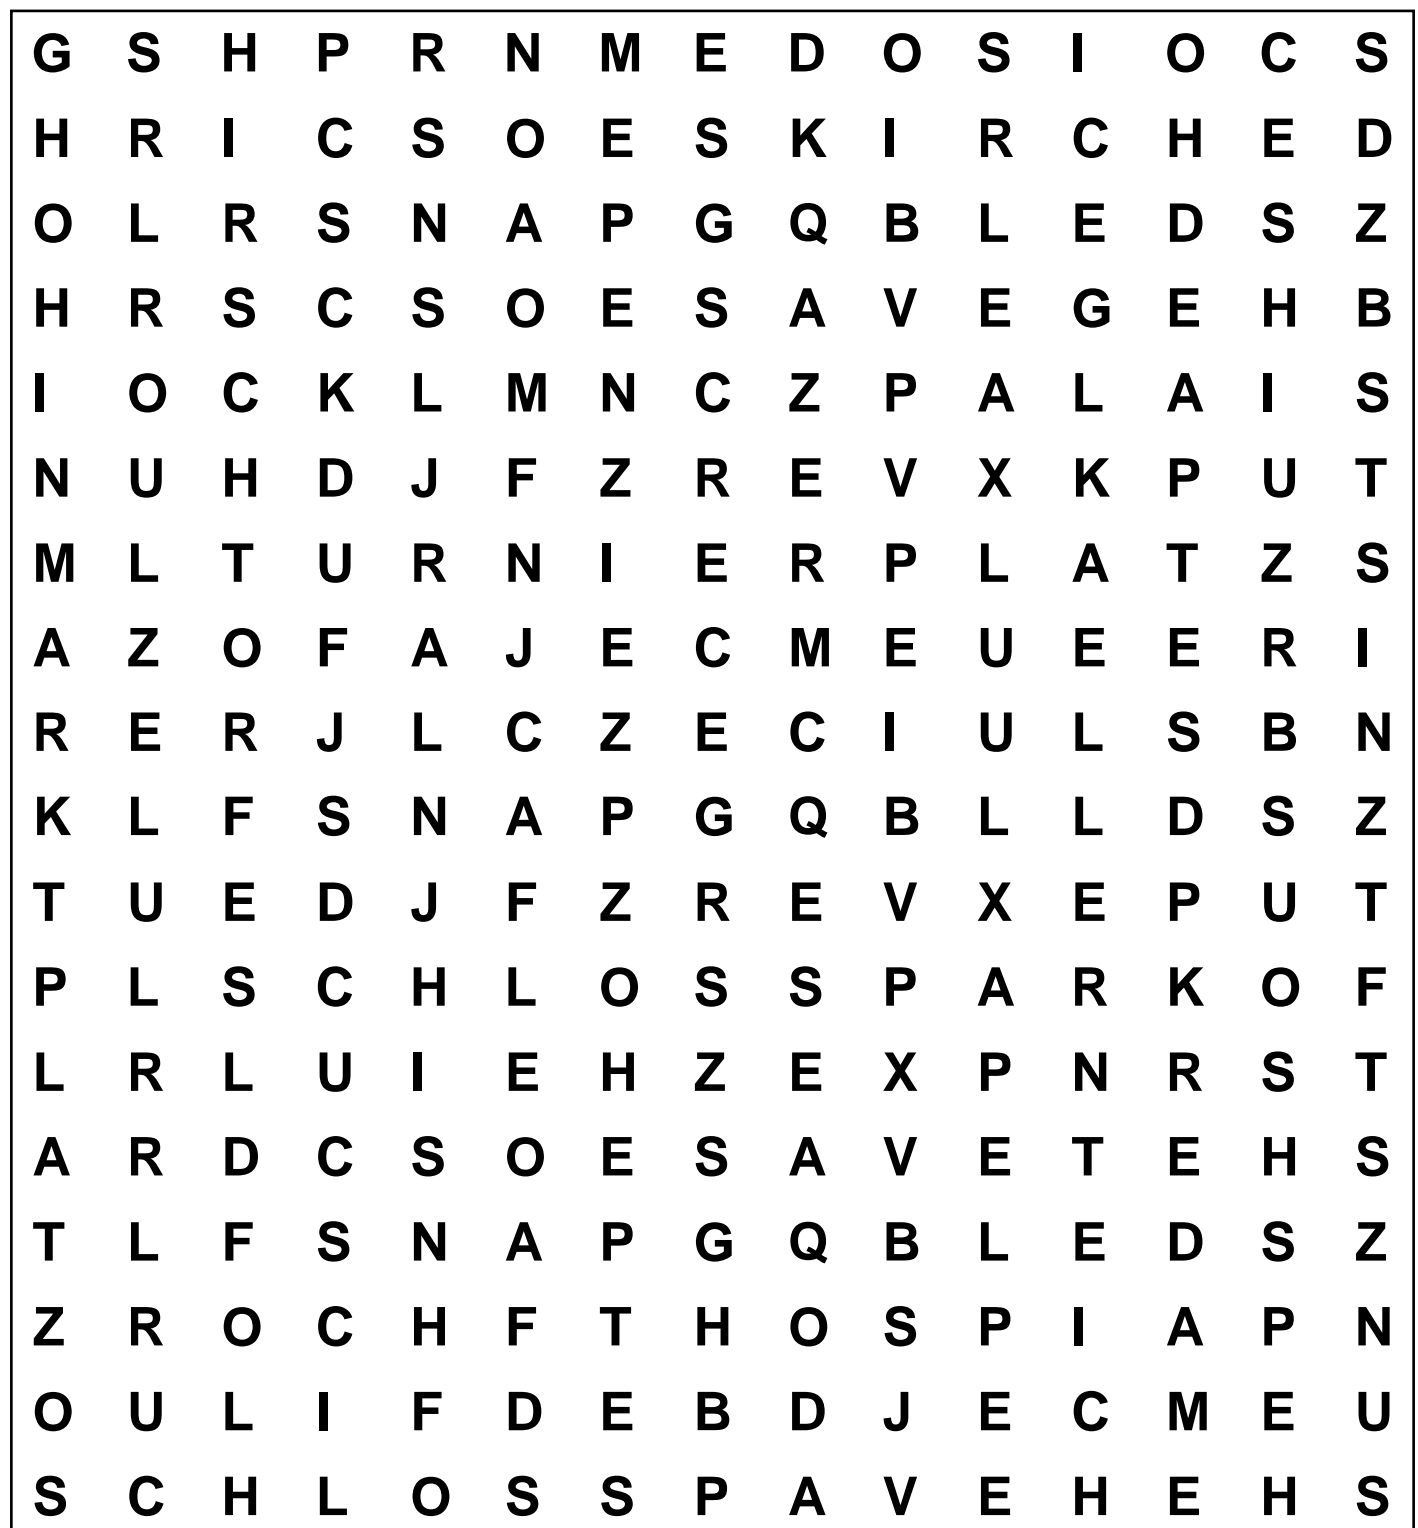 G S H P R N M E D O S I O C S
H R I C S O E S K I R C H E D
O L R S N A P G Q B L E D S Z
H R S C S O E S A V E G E H B
I O C K L M N C Z P A L A I S
N U H D J F Z R E V X K P U T
M L T U R N I E R P L A T Z S
A Z O F A J E C M E U E E R I
R E R J L C Z E C I U L S B N
K L F S N A P G Q B L L D S Z
T U E D J F Z R E V X E P U T
P L S C H L O S S P A R K O F
L R L U I E H Z E X P N R S T
A R D C S O E S A V E T E H S
T L F S N A P G Q B L E D S Z
Z R O C H F T H O S P I A P N
O U L I F D E B D J E C M E U
S C H L O S S P A V E H E H S